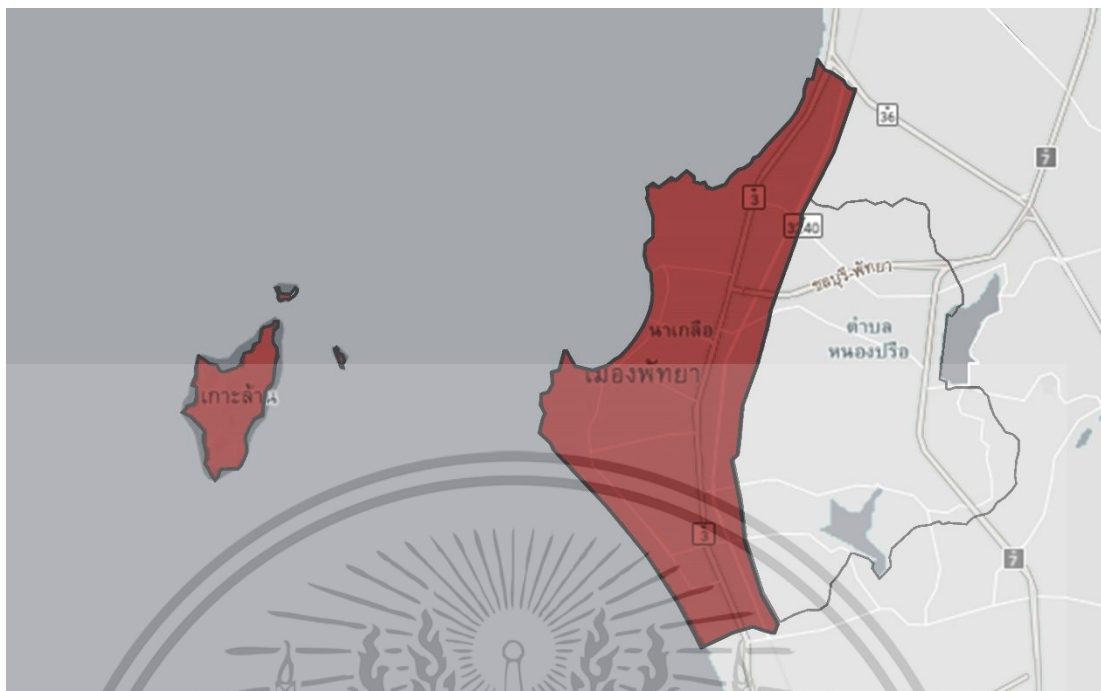 36
7
3
3240
ชลบุรี-พัทยา
นาเกลือ
ตำบล
หนองปรือ
เมืองพัทยา
เกาะล้าน
3
7